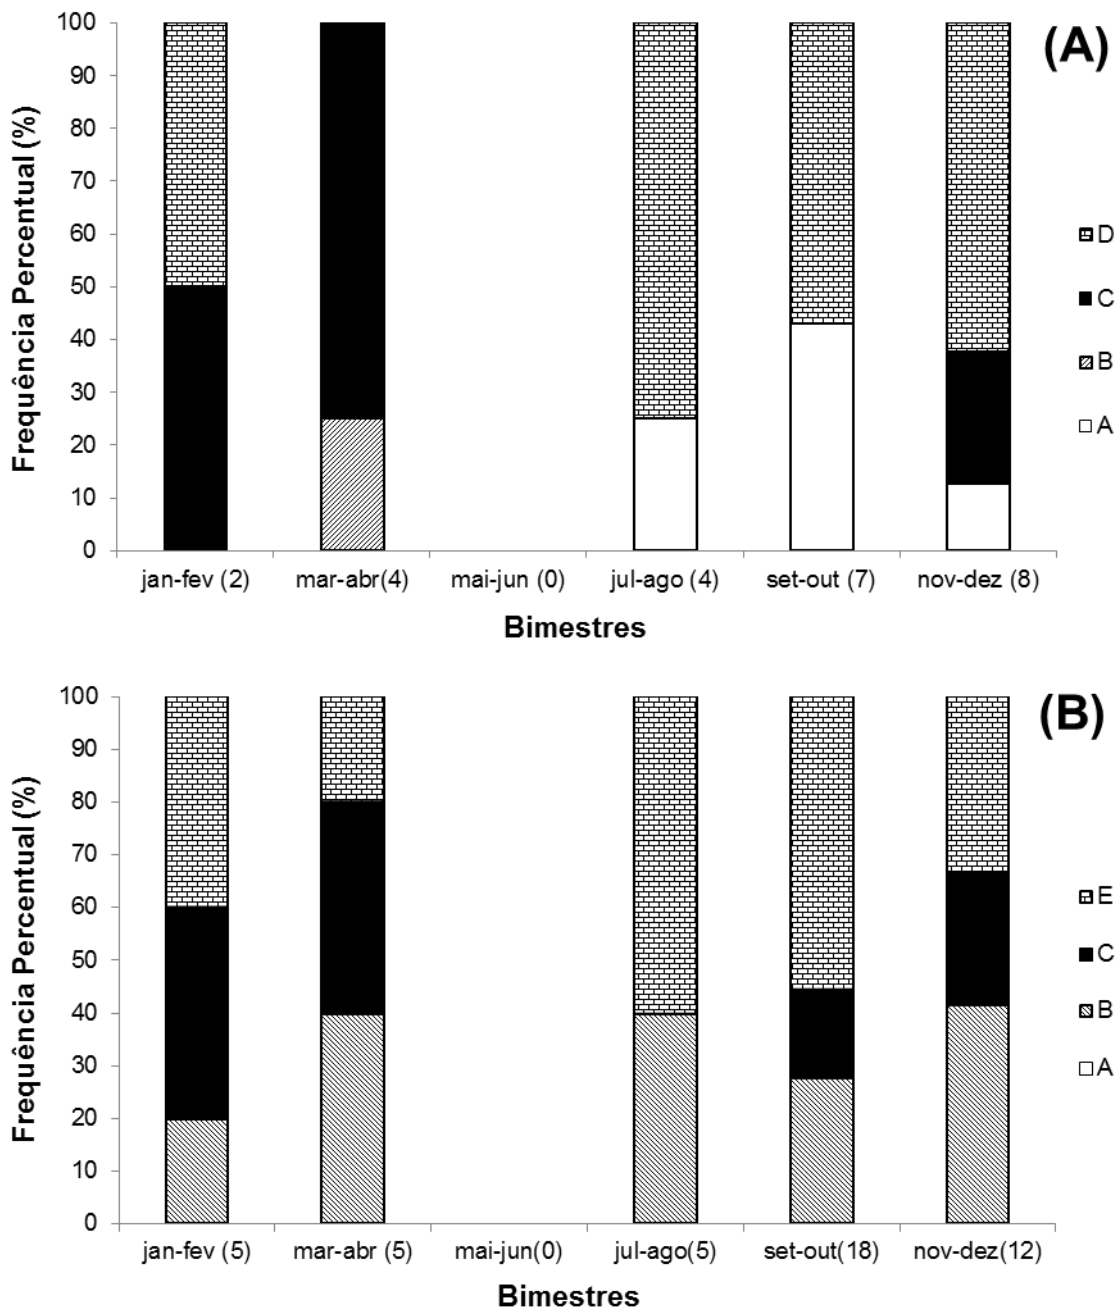 (A)
Frequência Percentual (%)
100
90
80
70
60
50
40
30
20
10
0
D
C
B
A
jan-fev (2) mar-abr(4) mai-jun (0) jul-ago (4) set-out (7) nov-dez (8)
Bimestres
(B)
Frequência Percentual (%)
100
90
80
70
60
50
40
30
20
10
0
E
C
B
A
jan-fev (5) mar-abr (5) mai-jun(0) jul-ago(5) set-out(18) nov-dez(12)
Bimestres